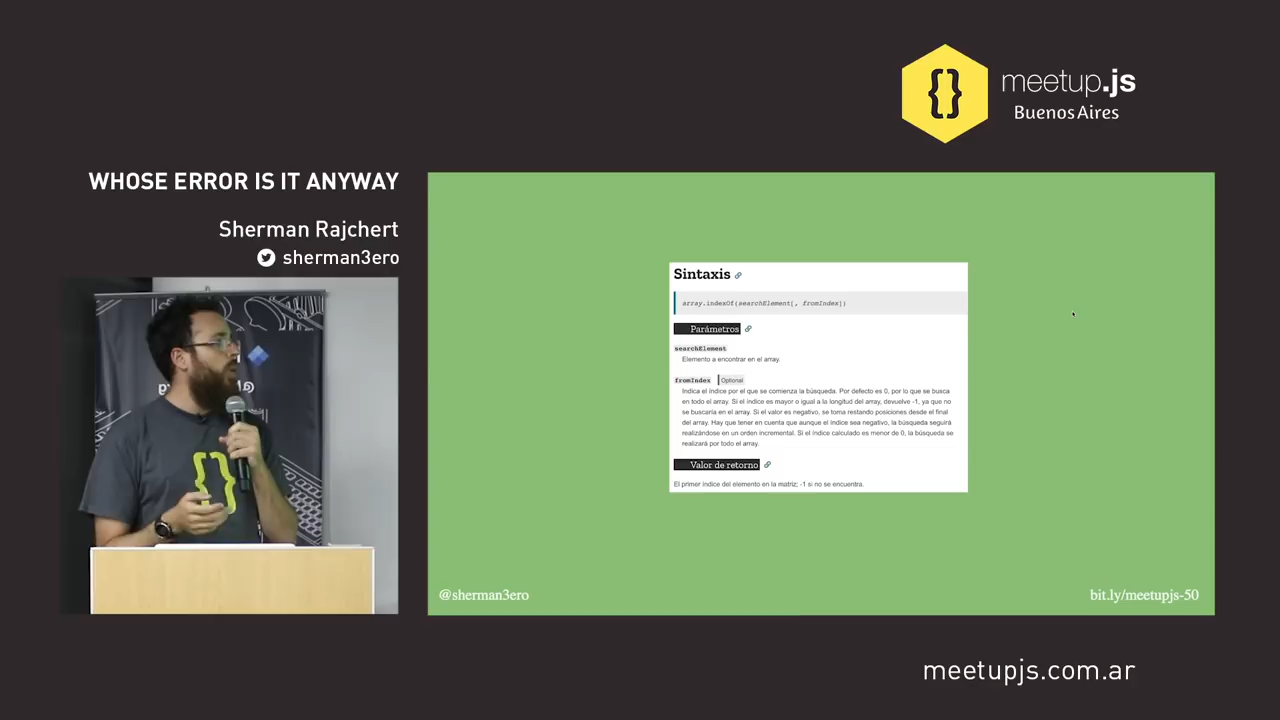 meetup.js
Buenos Aires
WHOSE ERROR IS IT ANYWAY
Sherman Rajchert
sherman3ero
Sintaxis
array.indexOf(searchElement[, fromIndex])
Parámetros
searchElement
Elemento a encontrar en el array.
fromIndex Optional
Indica el índice por el que se comienza la búsqueda. Por defecto es 0, por lo que se busca
en todo el array. Si el índice es mayor o igual a la longitud del array, devuelve -1, ya que no
se buscaría en el array. Si el valor es negativo, se toma restando posiciones desde el final
del array. Hay que tener en cuenta que aunque el índice sea negativo, la búsqueda seguirá
realizándose en un orden incremental. Si el índice calculado es menor de 0, la búsqueda se
realizará por todo el array.
Valor de retorno
El primer índice del elemento en la matriz; -1 si no se encuentra.
@sherman3ero
bit.ly/meetupjs-50
meetupjs.com.ar